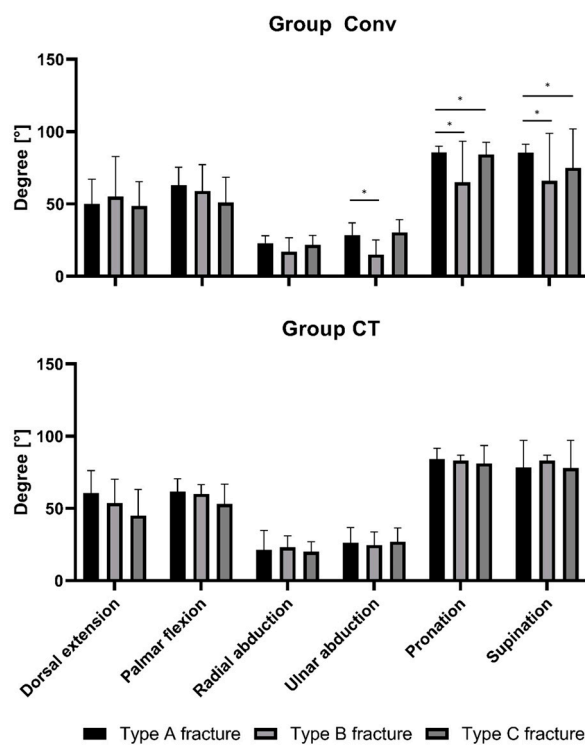 Group Conv
150
100
50
0
Degree [°]
*
*
*
*
*
Group CT
150
100
50
0
Degree [°]
Dorsal extension
Palmar flexion
Radial abduction
Ulnar abduction
Pronation
Supination
Type A fracture Type B fracture Type C fracture